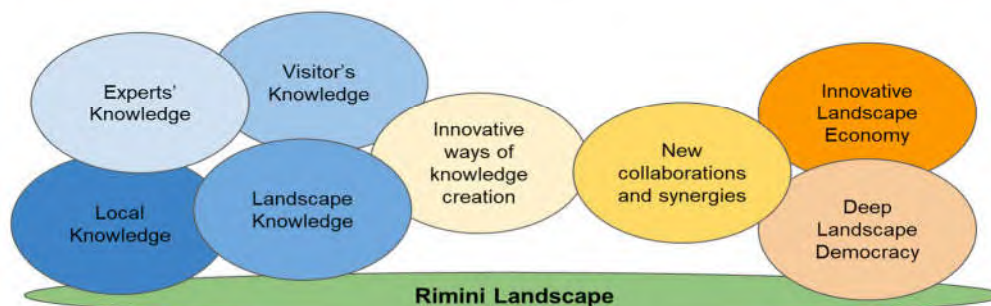 Experts'
Knowledge
Visitor's
Knowledge
Local
Knowledge
Landscape
Knowledge
Innovative
ways of
knowledge
creation
New
collaborations
and synergies
Innovative
Landscape
Economy
Deep
Landscape
Democracy
Rimini Landscape